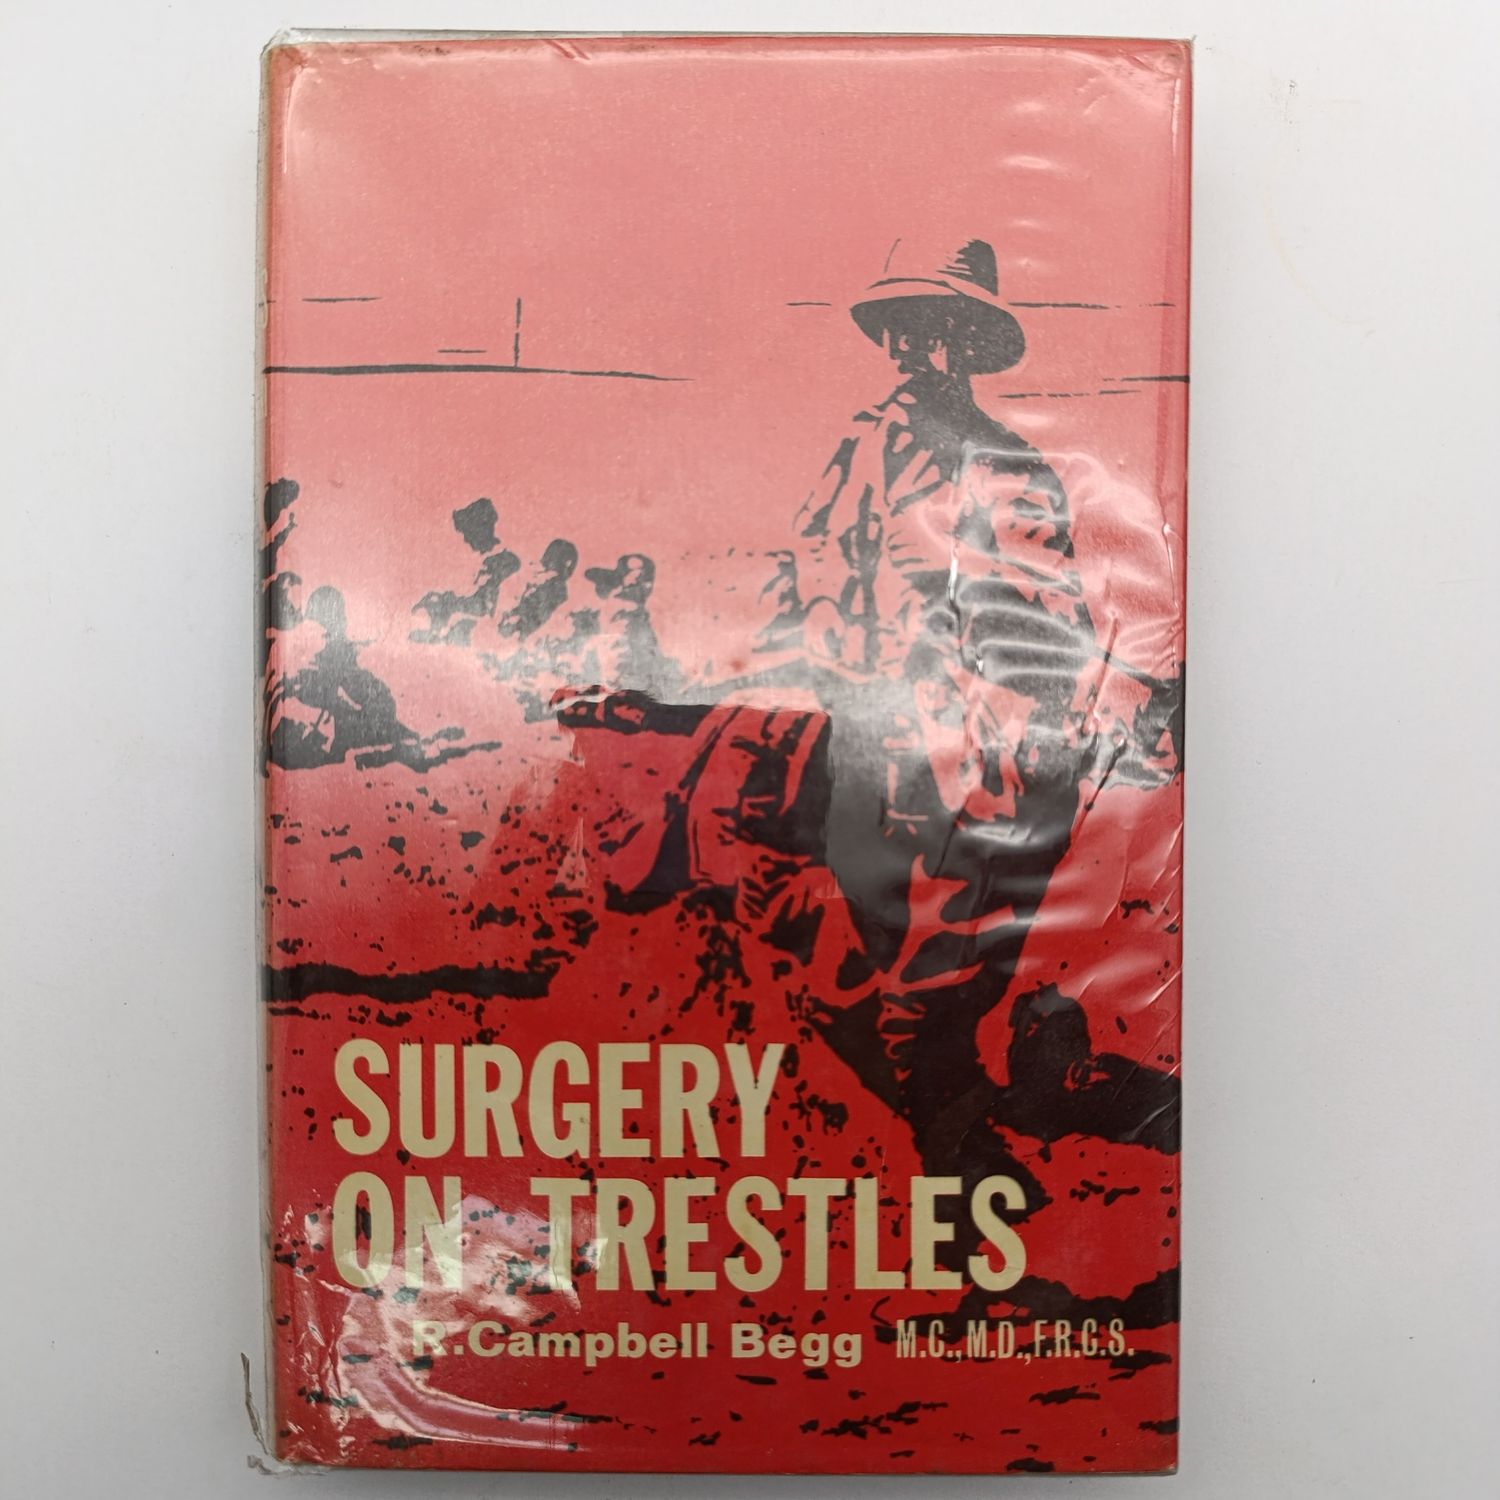 SURGERY
ON TRESTLES
R. Campbell Begg M.C., M.D., F.R.C.S.